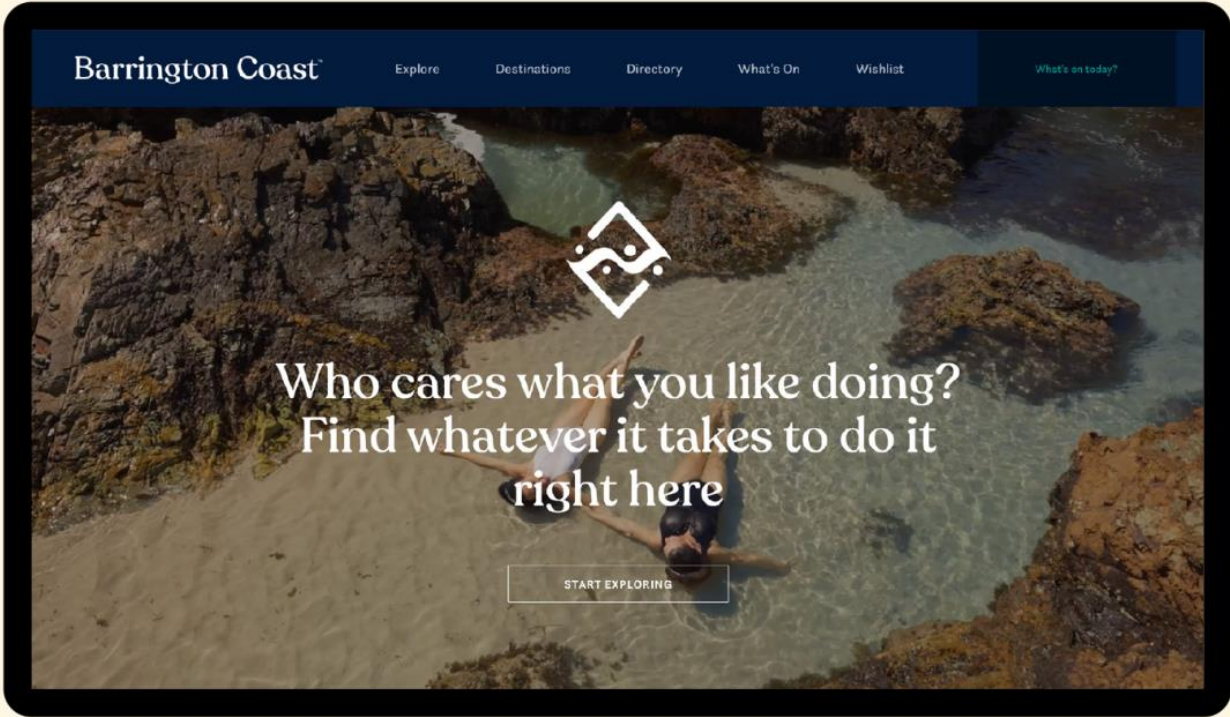 Barrington Coast™
Explore
Destinations
Directory
What's On
Wishlist
What's on today?
Who cares what you like doing?
Find whatever it takes to do it
right here
START EXPLORING